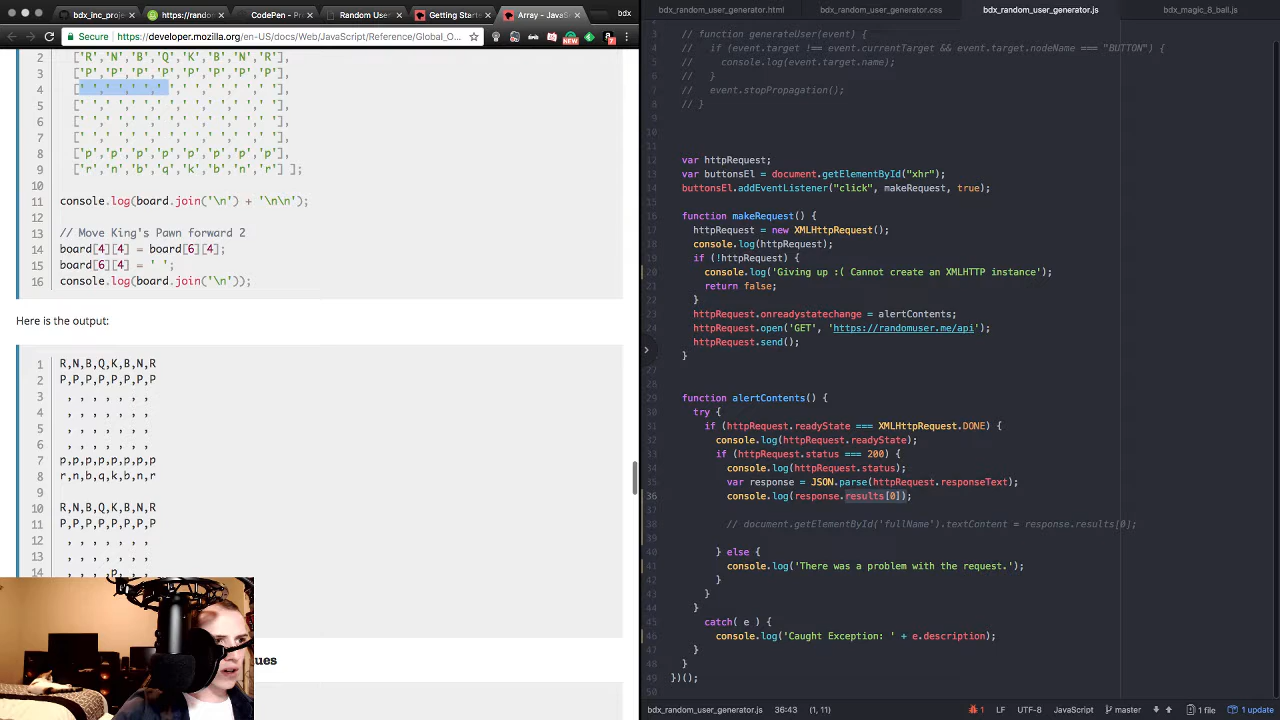 bdx_inc_proje
https://randon
CodePen - Pro
Random User
Getting Starte
Array - JavaSc
bdx
Secure
https://developer.mozilla.org/en-US/docs/Web/JavaScript/Reference/Global_O...
2 ['R','N','B','Q','K','B','N','R'],
3 ['P','P','P','P','P','P','P','P'],
4 [' ',' ',' ',' ',' ',' ',' ',' '],
5 [' ',' ',' ',' ',' ',' ',' ',' '],
6 [' ',' ',' ',' ',' ',' ',' ',' '],
7 [' ',' ',' ',' ',' ',' ',' ',' '],
8 ['p','p','p','p','p','p','p','p'],
9 ['r','n','b','q','k','b','n','r'] ];
10
11 console.log(board.join('\n') + '\n\n');
12
13 // Move King's Pawn forward 2
14 board[4][4] = board[6][4];
15 board[6][4] = ' ';
16 console.log(board.join('\n'));
Here is the output:
1 R,N,B,Q,K,B,N,R
2 P,P,P,P,P,P,P,P
3  , , , , , , ,
4  , , , , , , ,
5  , , , , , , ,
6  , , , , , , ,
7 p,p,p,p,p,p,p,p
8 r,n,b,q,k,b,n,r
9
10 R,N,B,Q,K,B,N,R
11 P,P,P,P,P,P,P,P
12  , , , , , , ,
13  , , , , , , ,
14  , , , ,p, , ,
ues
bdx_random_user_generator.html
bdx_random_user_generator.css
bdx_random_user_generator.js
bdx_magic_8_ball.js
3 // function generateUser(event) {
4 //   if (event.target !== event.currentTarget && event.target.nodeName === "BUTTON") {
5 //     console.log(event.target.name);
6 //   }
7 //   event.stopPropagation();
8 // }
9
10
11
12 var httpRequest;
13 var buttonsEl = document.getElementById("xhr");
14 buttonsEl.addEventListener("click", makeRequest, true);
15
16 function makeRequest() {
17 httpRequest = new XMLHttpRequest();
18 console.log(httpRequest);
19 if (!httpRequest) {
20 console.log('Giving up :( Cannot create an XMLHTTP instance');
21 return false;
22 }
23 httpRequest.onreadystatechange = alertContents;
24 httpRequest.open('GET', 'https://randomuser.me/api');
25 httpRequest.send();
26 }
27
28
29 function alertContents() {
30 try {
31 if (httpRequest.readyState === XMLHttpRequest.DONE) {
32 console.log(httpRequest.readyState);
33 if (httpRequest.status === 200) {
34 console.log(httpRequest.status);
35 var response = JSON.parse(httpRequest.responseText);
36 console.log(response.results[0]);
37
38 // document.getElementById('fullName').textContent = response.results[0];
39
40 } else {
41 console.log('There was a problem with the request.');
42 }
43 }
44 }
45 catch( e ) {
46 console.log('Caught Exception: ' + e.description);
47 }
48 }
49 })();
50
bdx_random_user_generator.js
36:43
(1, 11)
1
LF
UTF-8
JavaScript
master
1 file
1 update